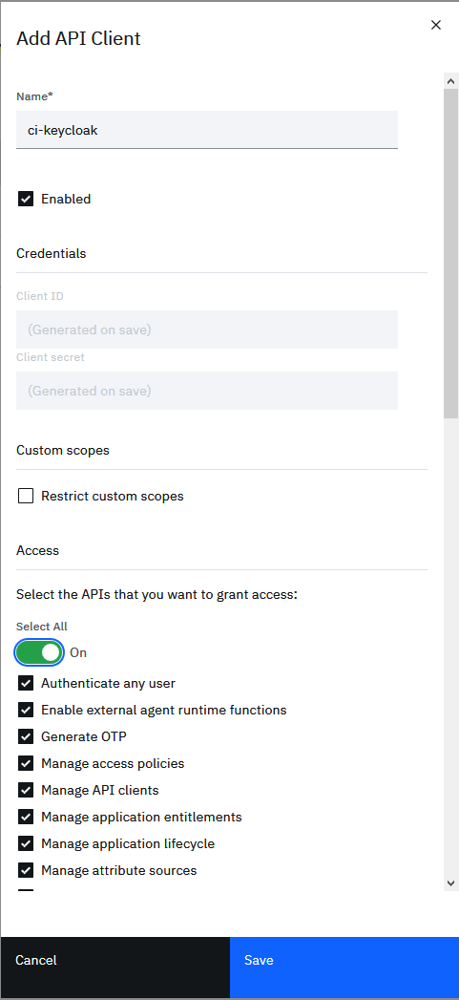 Add API Client
Name*
ci-keycloak
Enabled
Credentials
Client ID
(Generated on save)
Client secret
(Generated on save)
Custom scopes
Restrict custom scopes
Access
Select the APIs that you want to grant access:
Select All
On
Authenticate any user
Enable external agent runtime functions
Generate OTP
Manage access policies
Manage API clients
Manage application entitlements
Manage application lifecycle
Manage attribute sources
Cancel
Save